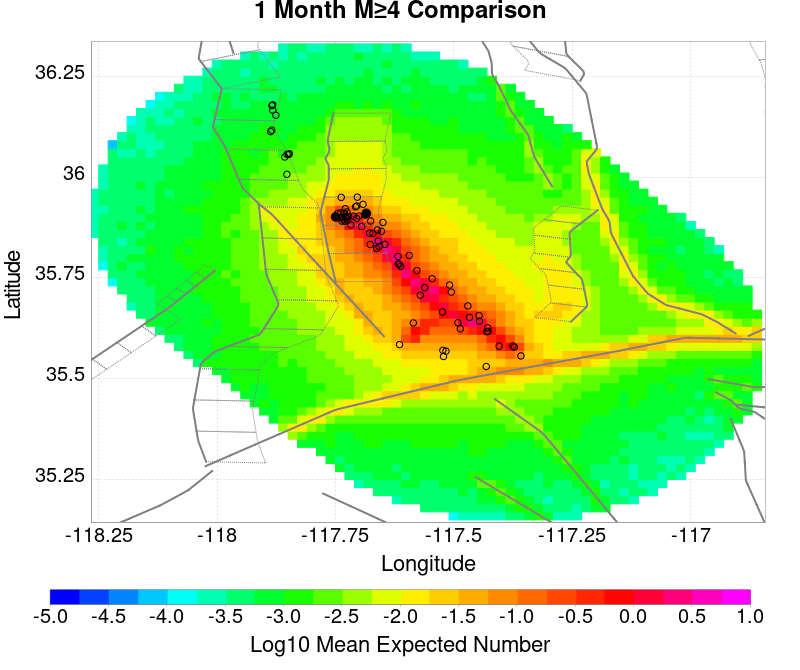 1 Month M≥4 Comparison
36.25
36
35.75
35.5
35.25
Latitude
-118.25 -118 -117.75 -117.5 -117.25 -117
Longitude
-5.0 -4.5 -4.0 -3.5 -3.0 -2.5 -2.0 -1.5 -1.0 -0.5 0.0 0.5 1.0
Log10 Mean Expected Number